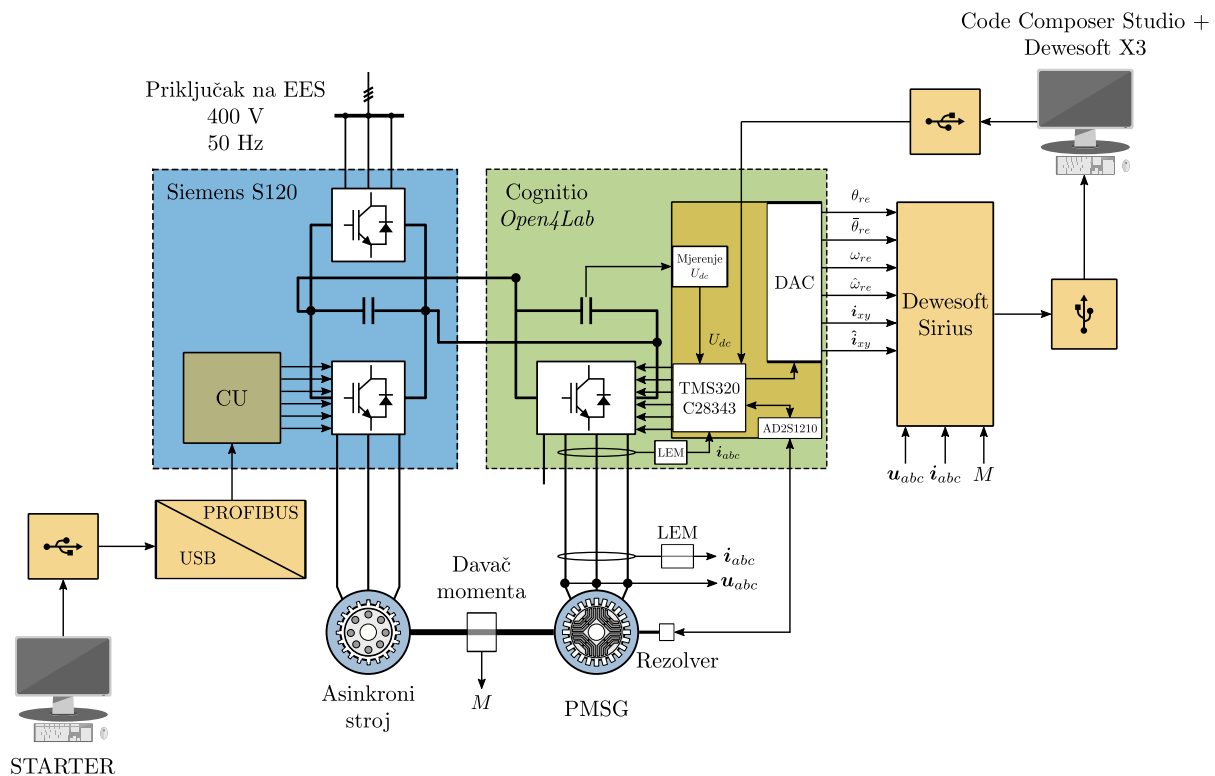 Code Composer Studio +
Dewesoft X3
Priključak na EES
400 V
50 Hz
Siemens S120
Cognitio
Open4Lab
Mjerenje
U_dc
DAC
θ_re
θ̄_re
ω_re
ω̂_re
i_xy
î_xy
Dewesoft
Sirius
U_dc
CU
TMS320
C28343
AD2S1210
LEM
i_abc
u_abc i_abc M
PROFIBUS
USB
LEM
i_abc
u_abc
Davač
momenta
Rezolver
M
Asinkroni
stroj
PMSG
STARTER